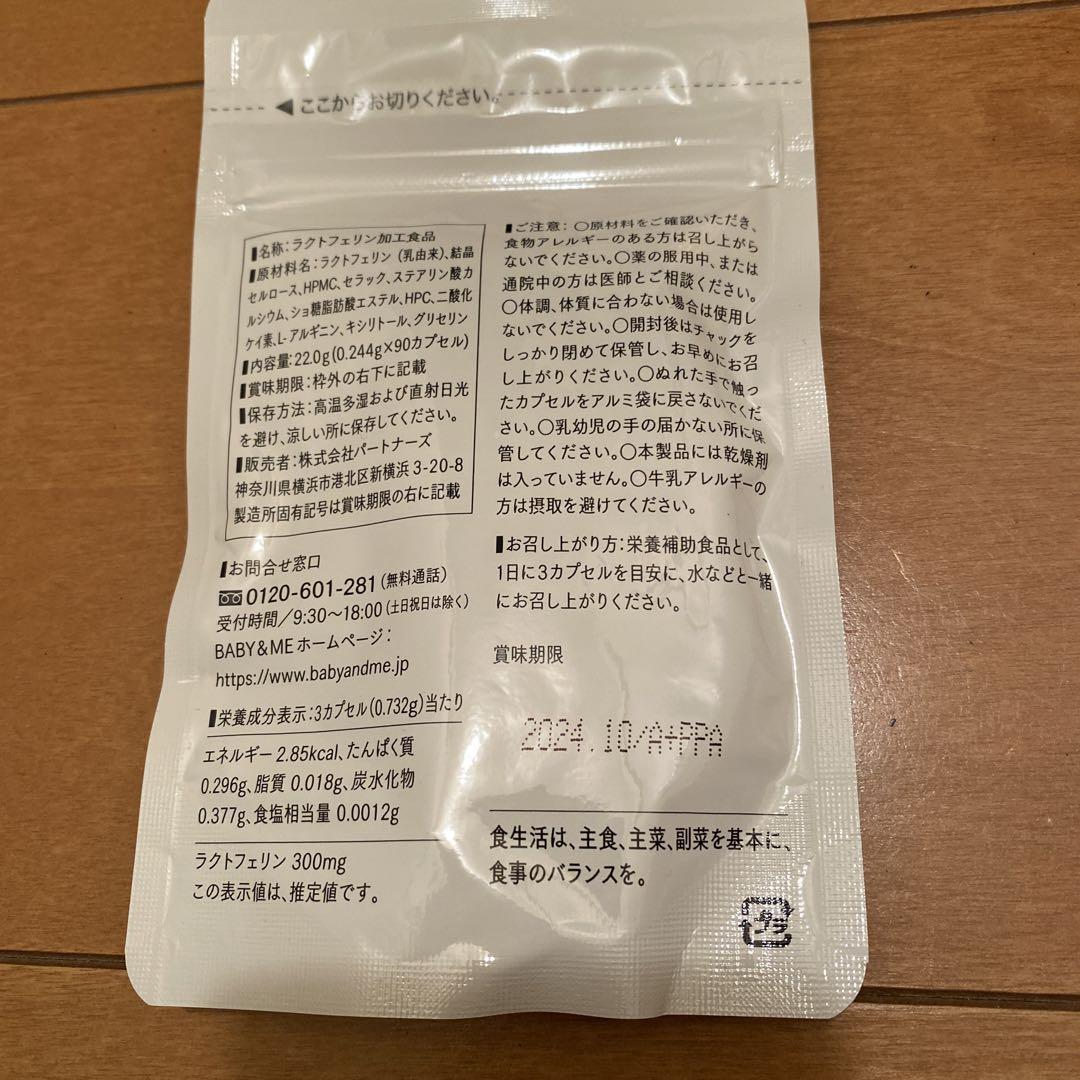 ◀ここからお切りください。
▮名称:ラクトフェリン加工食品
▮原材料名:ラクトフェリン(乳由来)、結晶
セルロース、HPMC、セラック、ステアリン酸カ
ルシウム、ショ糖脂肪酸エステル、HPC、二酸化
ケイ素、L-アルギニン、キシリトール、グリセリン
▮内容量:22.0g(0.244g×90カプセル)
▮賞味期限:枠外の右下に記載
▮保存方法:高温多湿および直射日光
を避け、涼しい所に保存してください。
▮販売者:株式会社パートナーズ
神奈川県横浜市港北区新横浜3-20-8
製造所固有記号は賞味期限の右に記載
▮お問合せ窓口
0120-601-281(無料通話)
受付時間/9:30〜18:00(土日祝日は除く)
BABY&MEホームページ:
https://www.babyandme.jp
▮栄養成分表示:3カプセル(0.732g)当たり
エネルギー 2.85kcal、たんぱく質
0.296g、脂質 0.018g、炭水化物
0.377g、食塩相当量 0.0012g
ラクトフェリン 300mg
この表示値は、推定値です。
▮ご注意:〇原材料をご確認いただき、
食物アレルギーのある方は召し上がら
ないでください。〇薬の服用中、または
通院中の方は医師とご相談ください。
〇体調、体質に合わない場合は使用し
ないでください。〇開封後はチャックを
しっかり閉めて保管し、お早めにお召
し上がりください。〇ぬれた手で触っ
たカプセルをアルミ袋に戻さないでくだ
さい。〇乳幼児の手の届かない所に保
管してください。〇本製品には乾燥剤
は入っていません。〇牛乳アレルギーの
方は摂取を避けてください。
▮お召し上がり方:栄養補助食品として、
1日に3カプセルを目安に、水などと一緒
にお召し上がりください。
賞味期限
2024.10/A+PPA
食生活は、主食、主菜、副菜を基本に、
食事のバランスを。
プラ